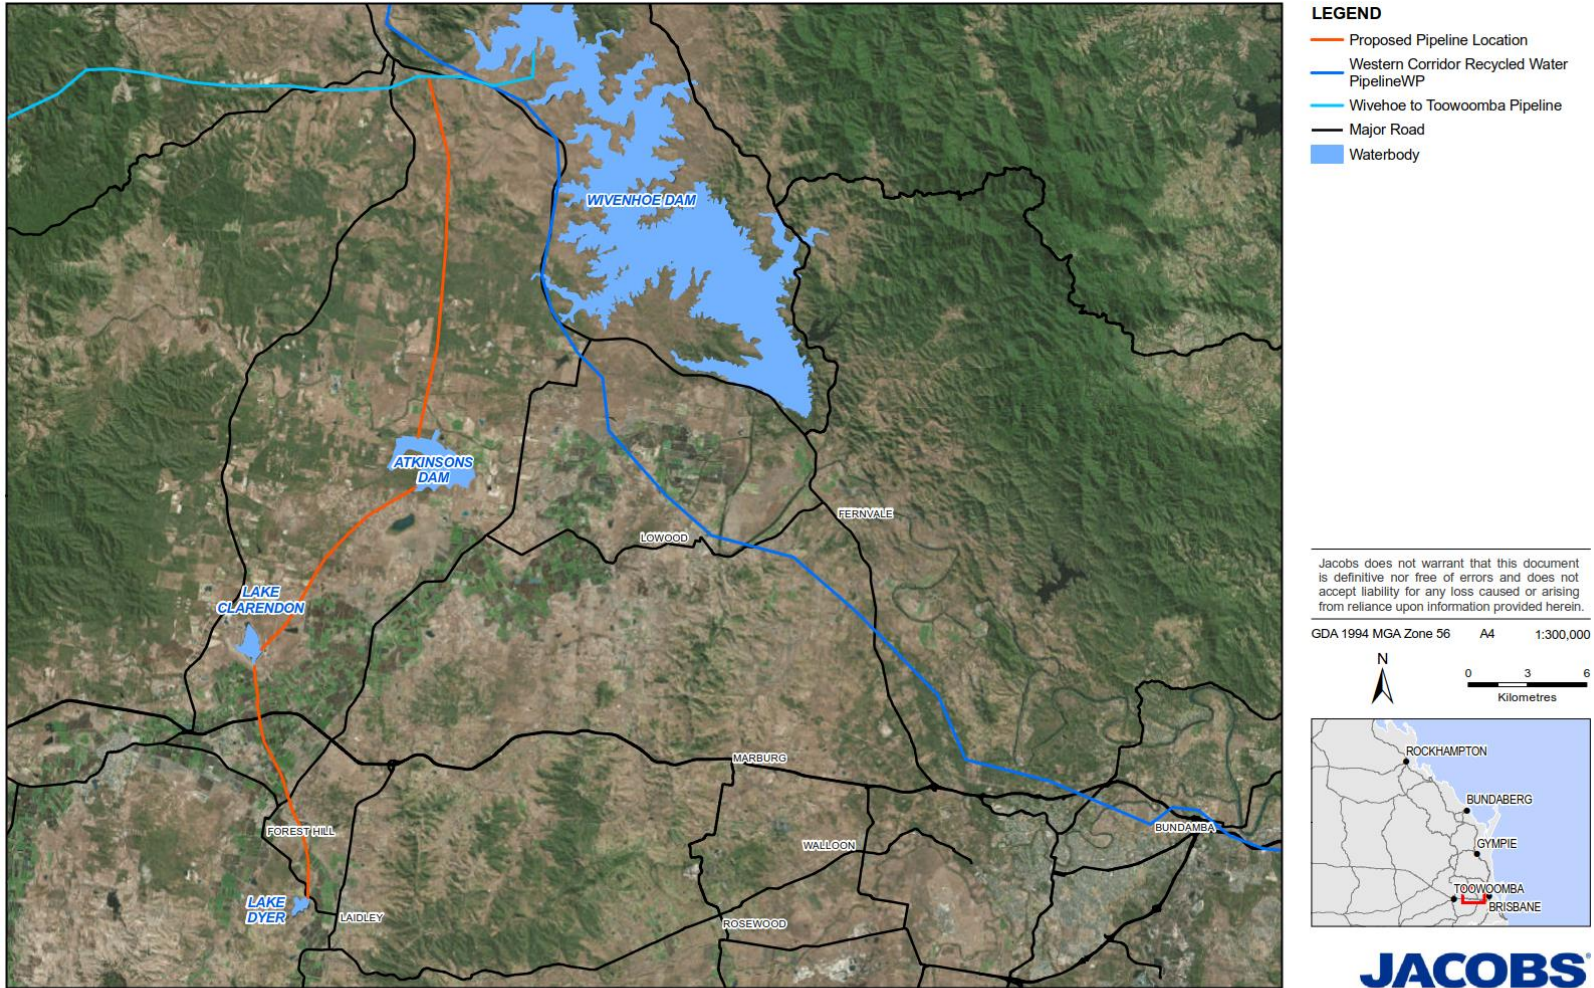 LEGEND
Proposed Pipeline Location
Western Corridor Recycled Water
PipelineWP
Wivehoe to Toowoomba Pipeline
Major Road
Waterbody
WIVENHOE DAM
ATKINSONS
DAM
FERNVALE
LOWOOD
LAKE
CLARENDON
MARBURG
BUNDAMBA
FOREST HILL
WALLOON
LAKE
DYER
LAIDLEY
ROSEWOOD
Jacobs does not warrant that this document
is definitive nor free of errors and does not
accept liability for any loss caused or arising
from reliance upon information provided herein.
GDA 1994 MGA Zone 56 A4 1:300,000
N
0 3 6
Kilometres
ROCKHAMPTON
BUNDABERG
GYMPIE
TOOWOOMBA
BRISBANE
JACOBS®